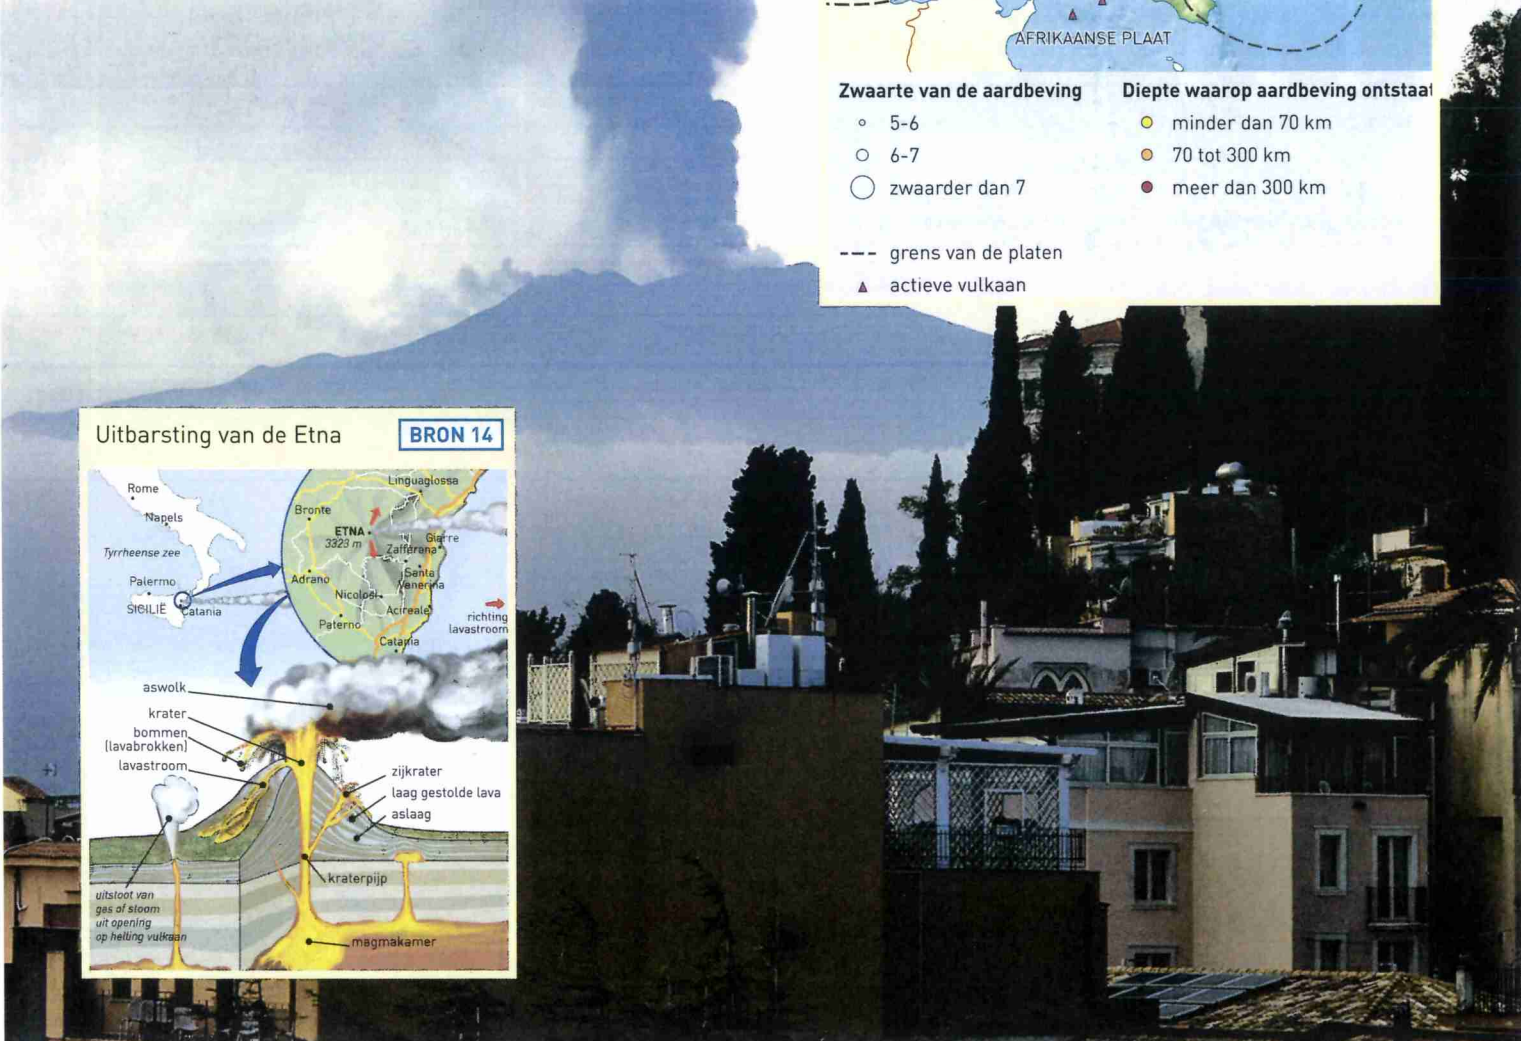 AFRIKAANSE PLAAT
Zwaarte van de aardbeving
5-6
6-7
zwaarder dan 7
grens van de platen
actieve vulkaan
Diepte waarop aardbeving ontstaat
minder dan 70 km
70 tot 300 km
meer dan 300 km
Uitbarsting van de Etna
BRON 14
Rome
Napels
Tyrrheense zee
Palermo
SICILIË
Catania
Linguaglossa
Bronte
ETNA
3323 m
Giarre
Zafferana
Adrano
Santa
Venerina
Nicolosi
Acireale
Paterno
Catania
richting
lavastroom
aswolk
krater
bommen
(lavabrokken)
lavastroom
zijkrater
laag gestolde lava
aslaag
kraterpijp
uitstoot van
gas of stoom
uit opening
op helling vulkaan
magmakamer